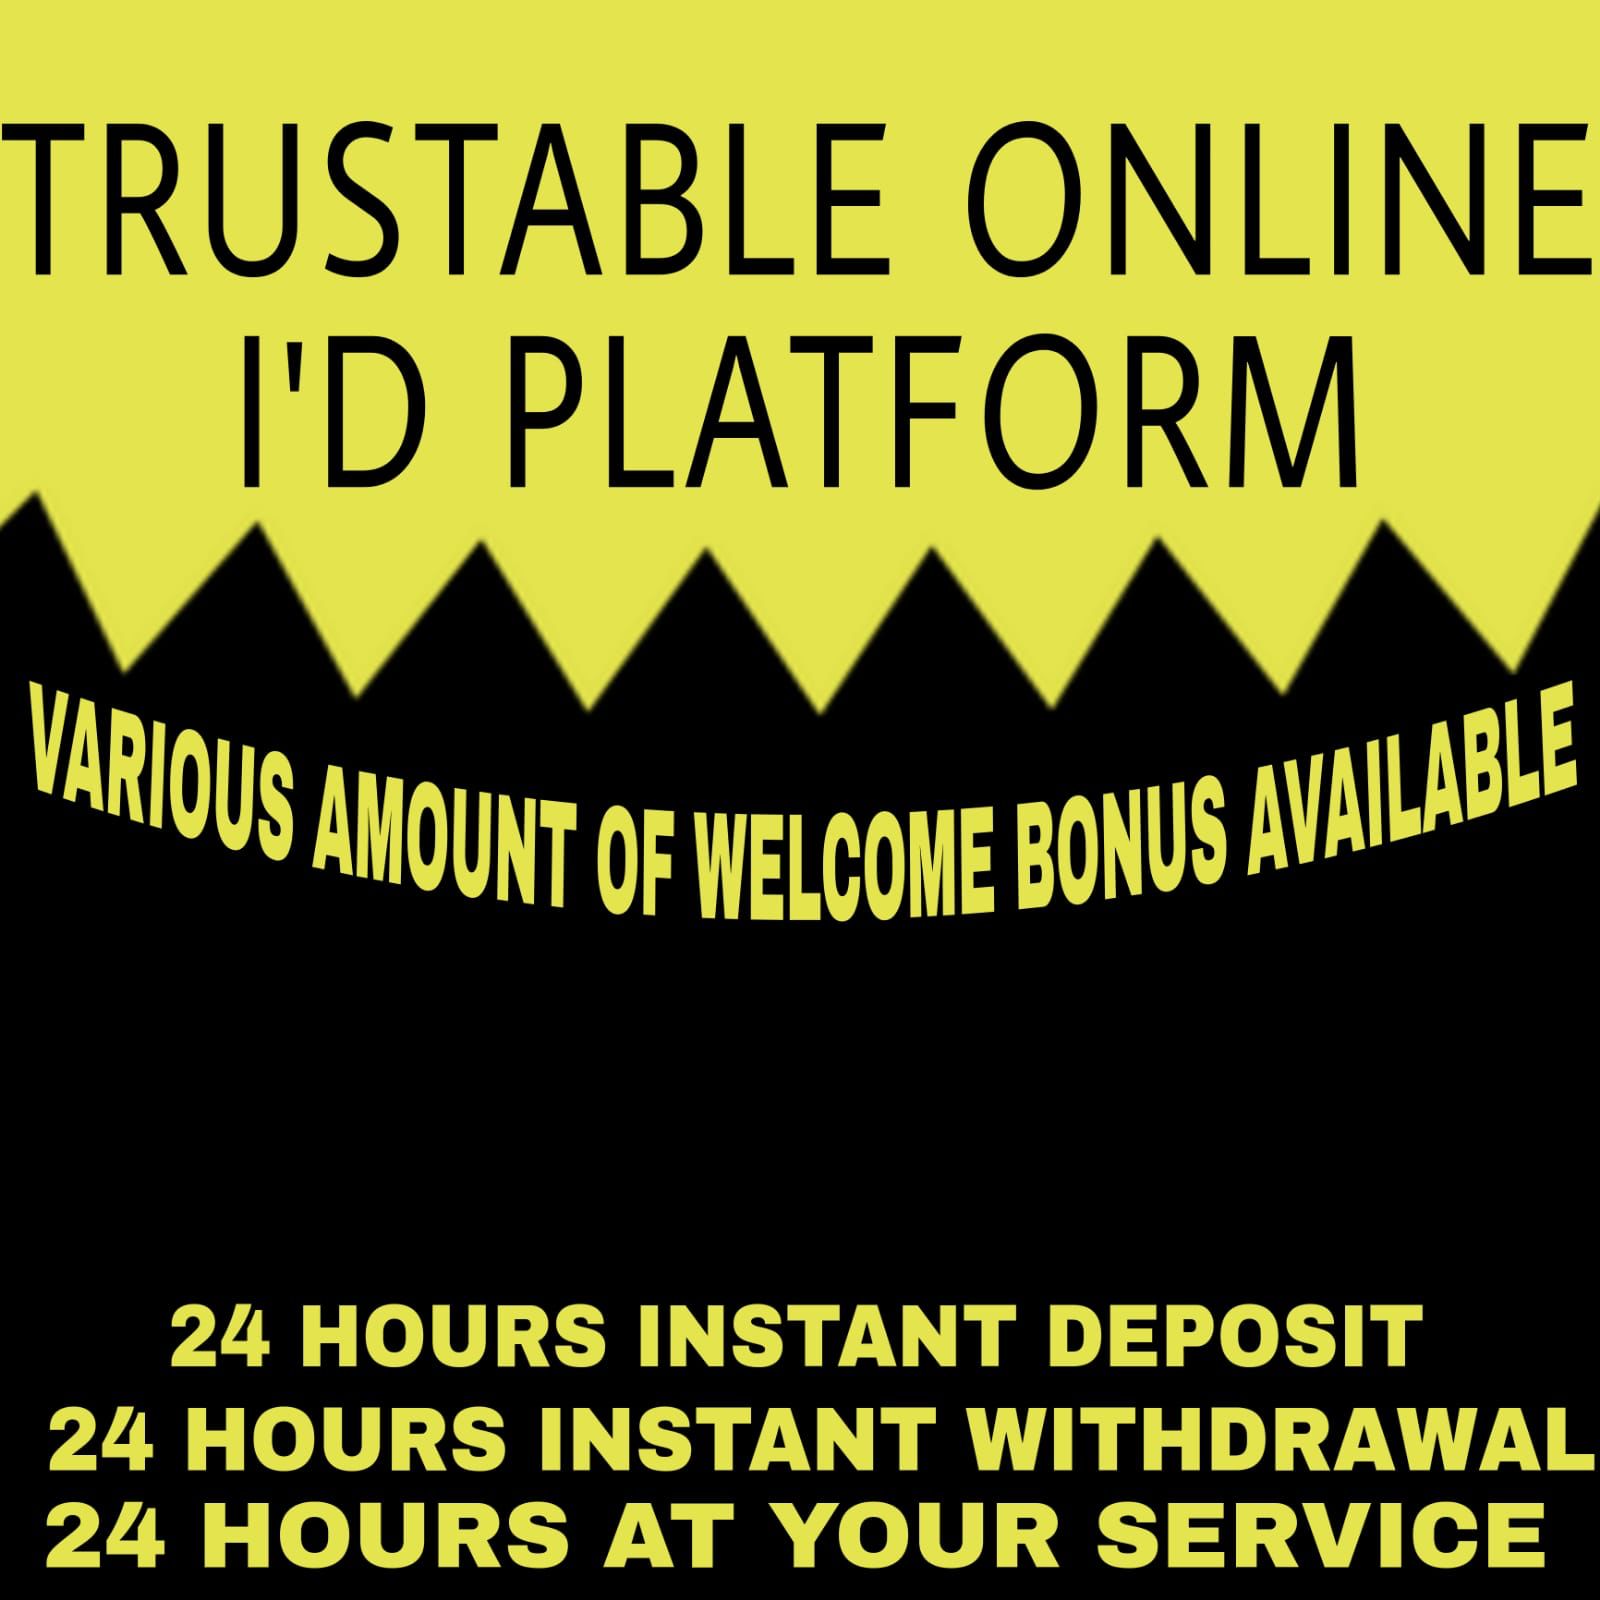 TRUSTABLE ONLINE
I'D PLATFORM
VARIOUS AMOUNT OF WELCOME BONUS AVAILABLE
24 HOURS INSTANT DEPOSIT
24 HOURS INSTANT WITHDRAWAL
24 HOURS AT YOUR SERVICE